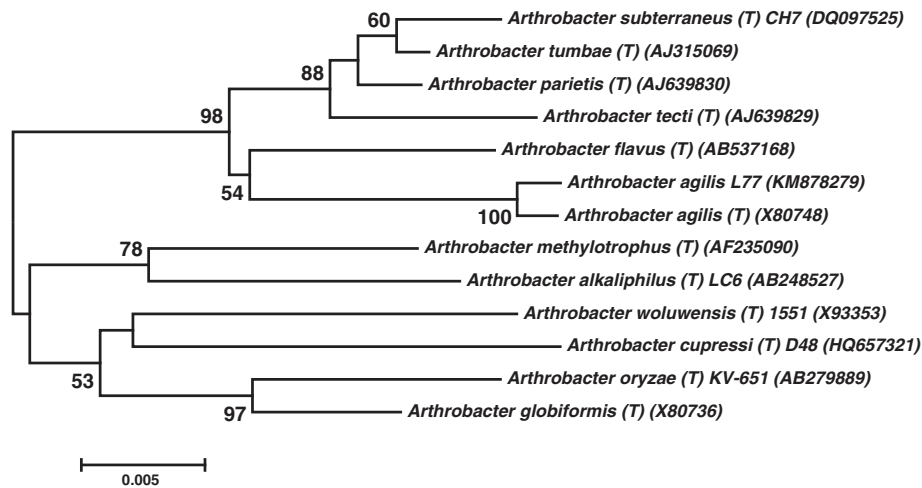 60
Arthrobacter subterraneus (T) CH7 (DQ097525)
Arthrobacter tumbae (T) (AJ315069)
88
Arthrobacter parietis (T) (AJ639830)
98
Arthrobacter tecti (T) (AJ639829)
Arthrobacter flavus (T) (AB537168)
54
Arthrobacter agilis L77 (KM878279)
100
Arthrobacter agilis (T) (X80748)
78
Arthrobacter methylotrophus (T) (AF235090)
Arthrobacter alkaliphilus (T) LC6 (AB248527)
Arthrobacter woluwensis (T) 1551 (X93353)
Arthrobacter cupressi (T) D48 (HQ657321)
53
Arthrobacter oryzae (T) KV-651 (AB279889)
97
Arthrobacter globiformis (T) (X80736)
0.005